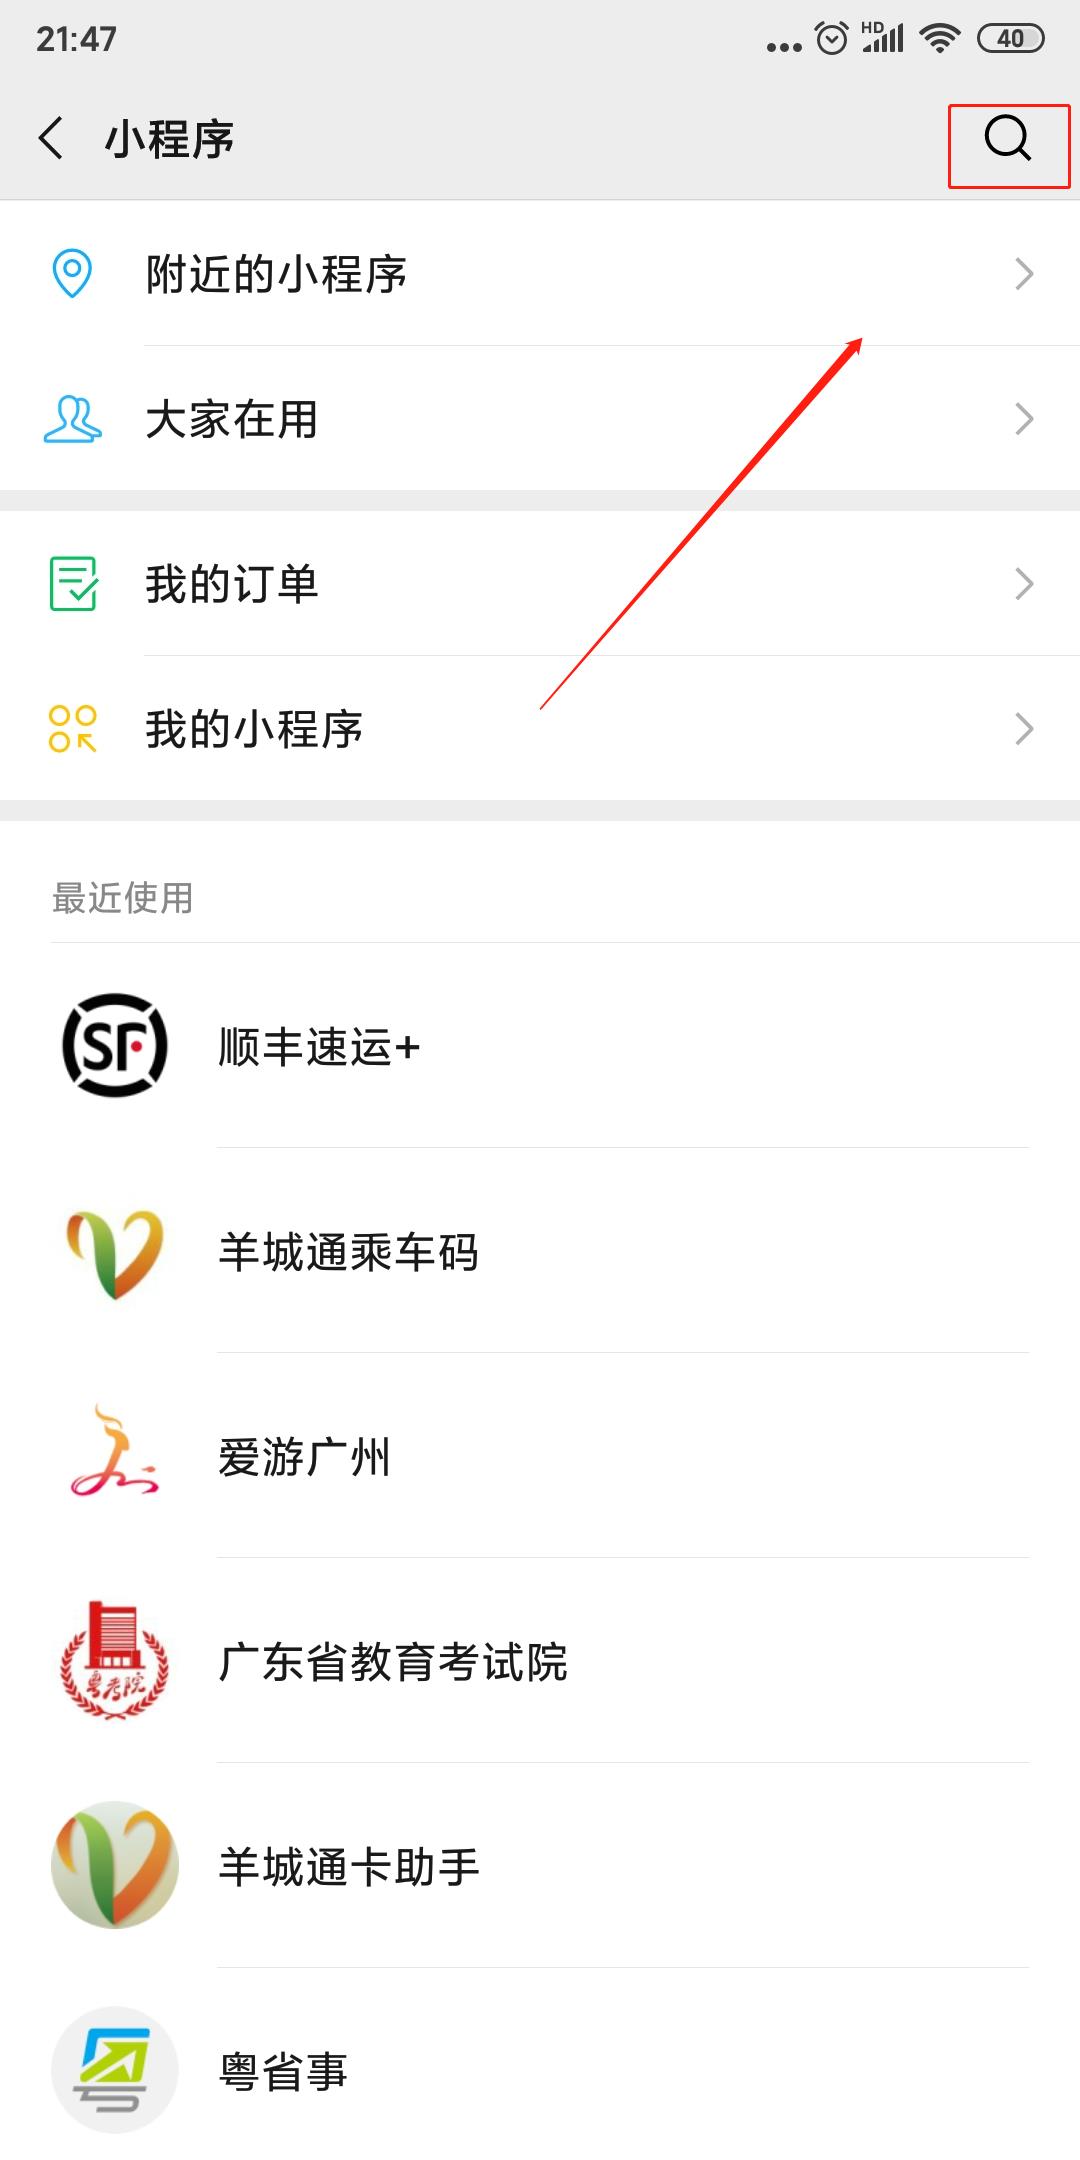 21:47
HD
40
小程序
附近的小程序
大家在用
我的订单
我的小程序
最近使用
SF
顺丰速运+
羊城通乘车码
爱游广州
粤考院
广东省教育考试院
羊城通卡助手
粤省事